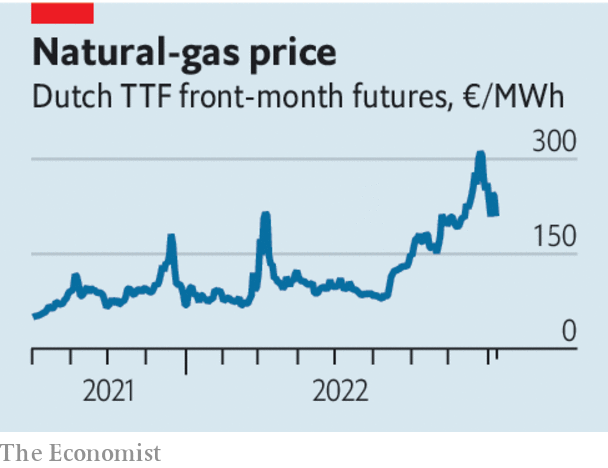 Natural-gas price
Dutch TTF front-month futures, €/MWh
300
150
0
2021
2022
The Economist